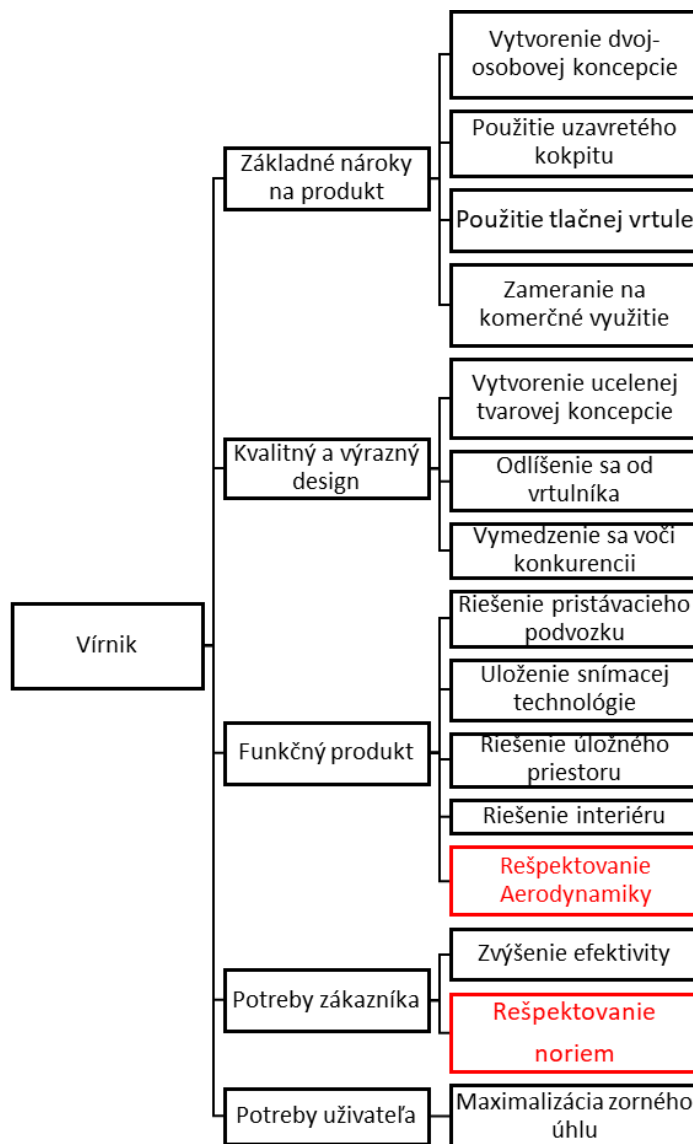 Vírnik
Základné nároky
na produkt
Vytvorenie dvoj-
osobovej koncepcie
Použitie uzavretého
kokpitu
Použitie tlačnej vrtule
Zameranie na
komerčné využitie
Kvalitný a výrazný
design
Vytvorenie ucelenej
tvarovej koncepcie
Odlíšenie sa od
vrtulníka
Vymedzenie sa voči
konkurencii
Funkčný produkt
Riešenie pristávacieho
podvozku
Uloženie snímacej
technológie
Riešenie úložného
priestoru
Riešenie interiéru
Rešpektovanie
Aerodynamiky
Potreby zákazníka
Zvýšenie efektivity
Rešpektovanie
noriem
Potreby uživateľa
Maximalizácia zorného
úhlu